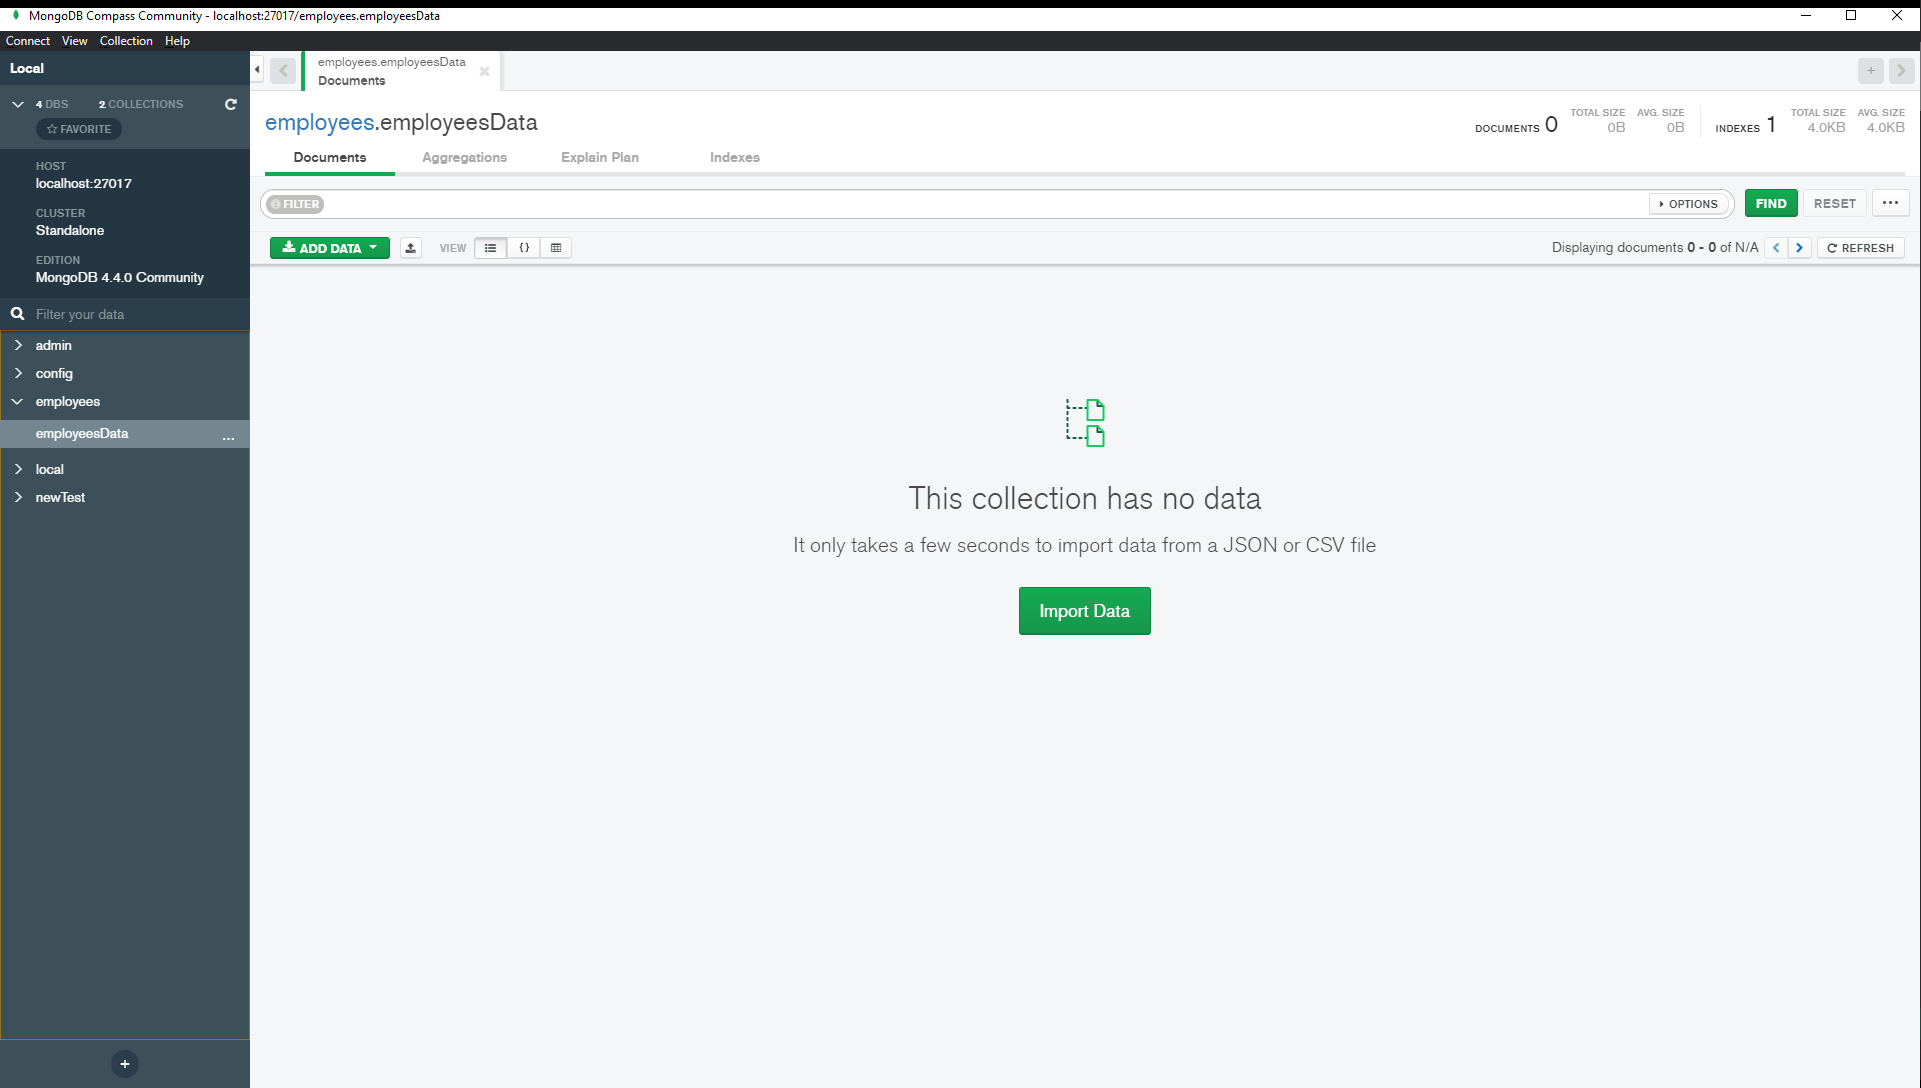 MongoDB Compass Community - localhost:27017/employees.employeesData
Connect View Collection Help
Local
4 DBS 2 COLLECTIONS
FAVORITE
HOST
localhost:27017
CLUSTER
Standalone
EDITION
MongoDB 4.4.0 Community
Filter your data
admin
config
employees
employeesData ...
local
newTest
+
employees.employeesData
Documents
+
employees.employeesData
DOCUMENTS 0 TOTAL SIZE 0B AVG. SIZE 0B INDEXES 1 TOTAL SIZE 4.0KB AVG. SIZE 4.0KB
Documents Aggregations Explain Plan Indexes
FILTER OPTIONS FIND RESET ...
ADD DATA VIEW {} Displaying documents 0 - 0 of N/A < > REFRESH
This collection has no data
It only takes a few seconds to import data from a JSON or CSV file
Import Data